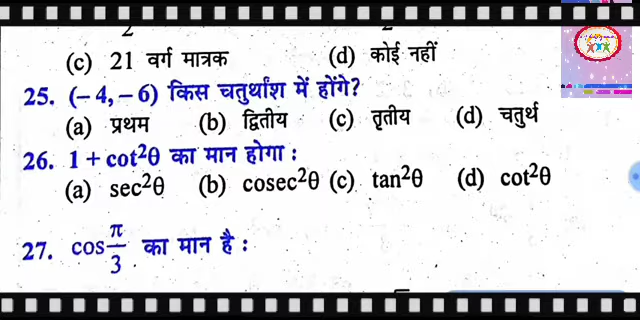 2
(c) 21 वर्ग मात्रक (d) कोई नहीं
25. (– 4, – 6) किस चतुर्थांश में होंगे?
(a) प्रथम (b) द्वितीय (c) तृतीय (d) चतुर्थ
26. 1 + cot²θ का मान होगा :
(a) sec²θ (b) cosec²θ (c) tan²θ (d) cot²θ
27. cos π/3 का मान है :